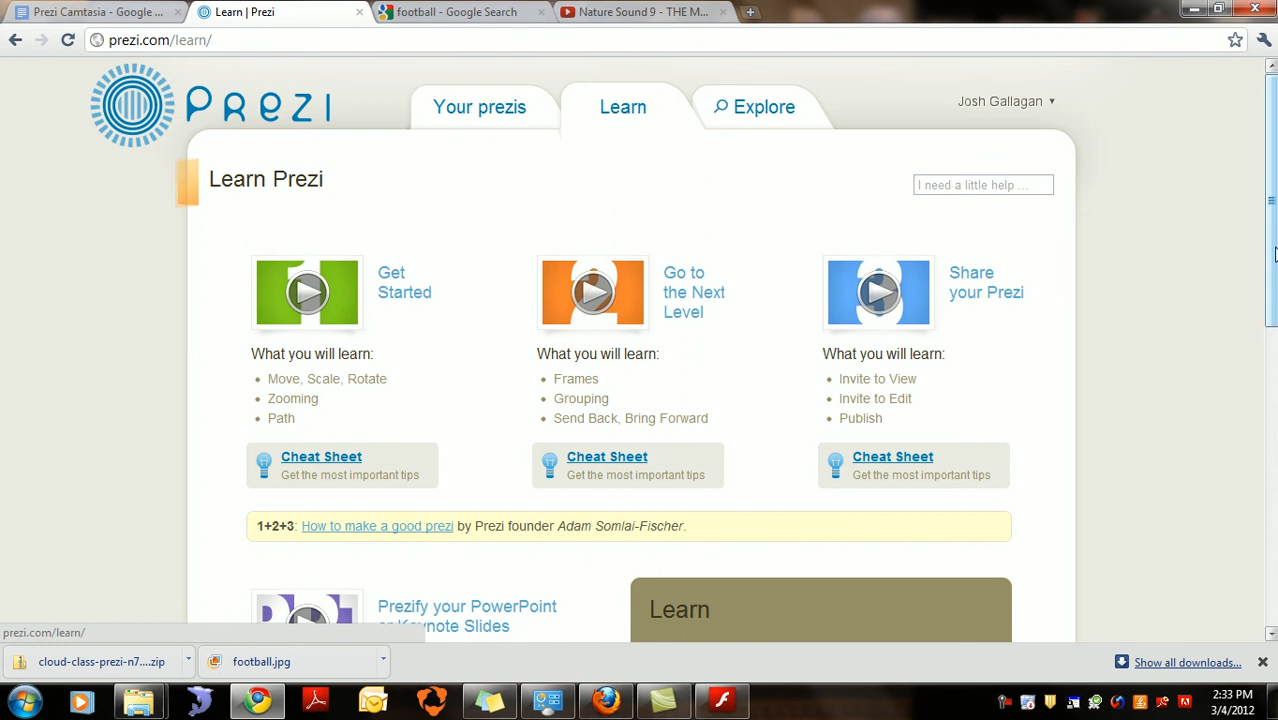 Prezi Camtasia - Google ...
Learn | Prezi
football - Google Search
Nature Sound 9 - THE M...
prezi.com/learn/
PREZI
Your prezis
Learn
Explore
Josh Gallagan
Learn Prezi
I need a little help ...
1
Get
Started
What you will learn:
Move, Scale, Rotate
Zooming
Path
Cheat Sheet
Get the most important tips
2
Go to
the Next
Level
What you will learn:
Frames
Grouping
Send Back, Bring Forward
Cheat Sheet
Get the most important tips
3
Share
your Prezi
What you will learn:
Invite to View
Invite to Edit
Publish
Cheat Sheet
Get the most important tips
1+2+3: How to make a good prezi by Prezi founder Adam Somlai-Fischer.
Prezify your PowerPoint
or Keynote Slides
Learn
prezi.com/learn/
cloud-class-prezi-n7....zip
football.jpg
Show all downloads...
2:33 PM
3/4/2012